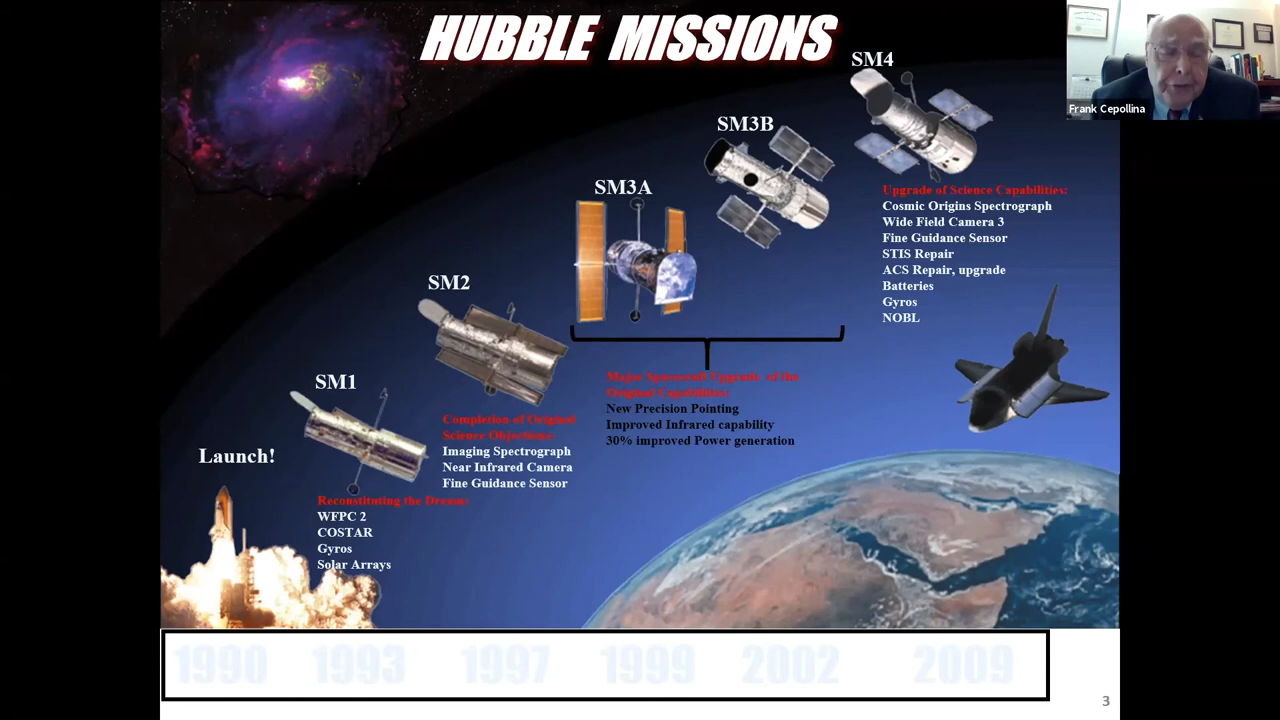 HUBBLE MISSIONS
Frank Cepollina
SM4
Upgrade of Science Capabilities:
Cosmic Origins Spectrograph
Wide Field Camera 3
Fine Guidance Sensor
STIS Repair
ACS Repair, upgrade
Batteries
Gyros
NOBL
SM3B
SM3A
Major Spacecraft Upgrade of the
Original Capabilities:
New Precision Pointing
Improved Infrared capability
30% improved Power generation
SM2
Completion of Original
Science Objectives:
Imaging Spectrograph
Near Infrared Camera
Fine Guidance Sensor
SM1
Reconstituting the Dream:
WFPC 2
COSTAR
Gyros
Solar Arrays
Launch!
1990 1993 1997 1999 2002 2009
3